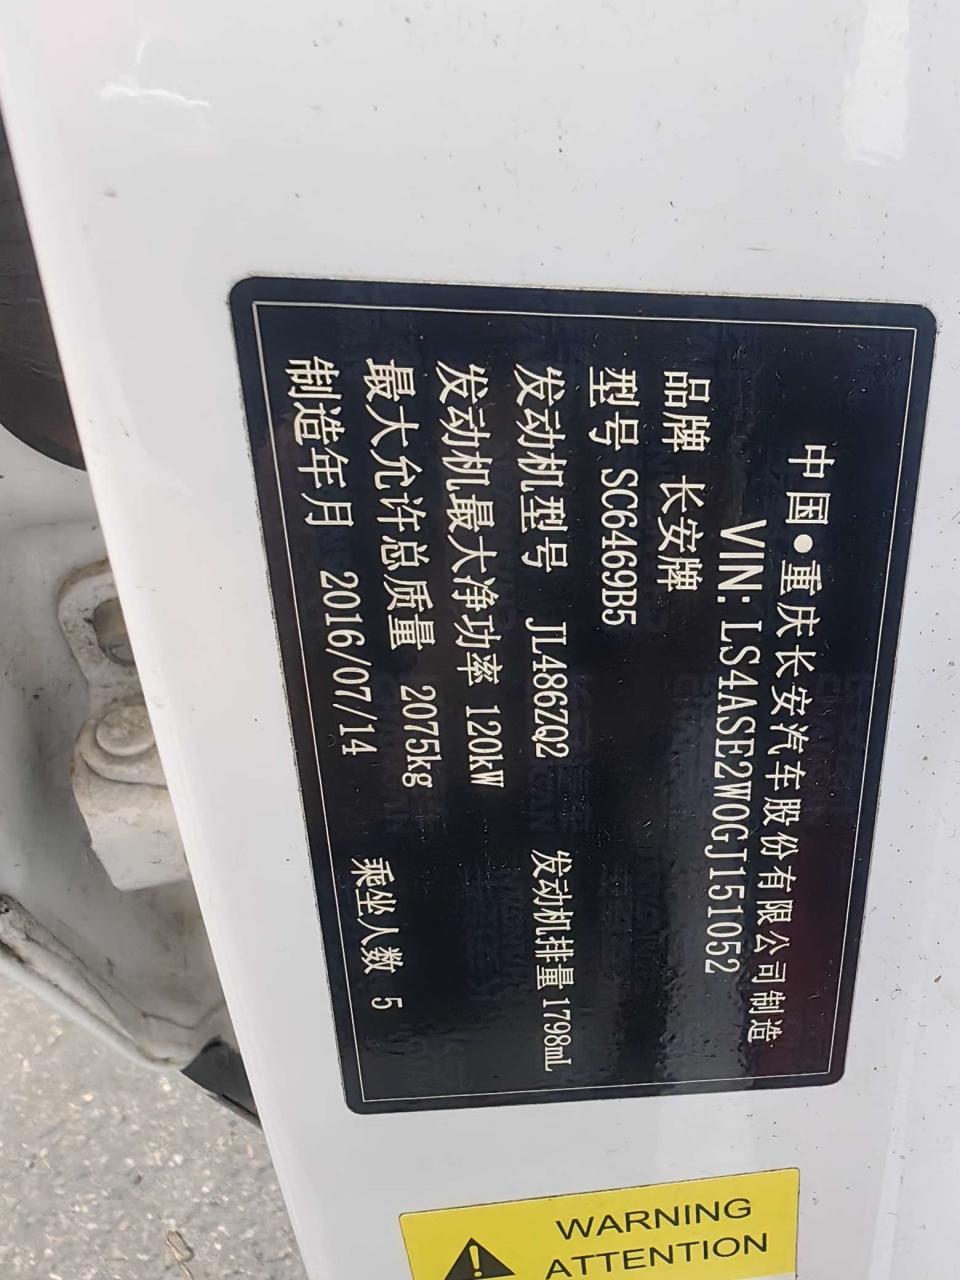 中国●重庆长安汽车股份有限公司制造
VIN: LS4ASE2W0GJ151052
品牌 长安牌
型号 SC6469B5
发动机型号 JL486ZQ2 发动机排量 1798mL
发动机最大净功率 120kW
最大允许总质量 2075kg
制造年月 2016/07/14 乘坐人数 5
WARNING
ATTENTION